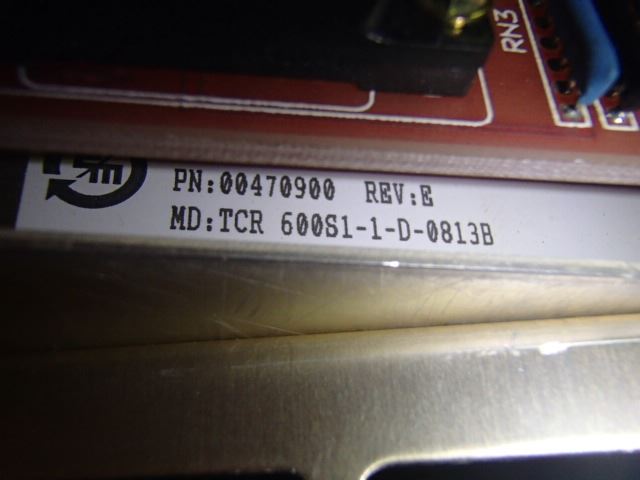 RN3
PN:00470900 REV:E
MD:TCR 600S1-1-D-0813B